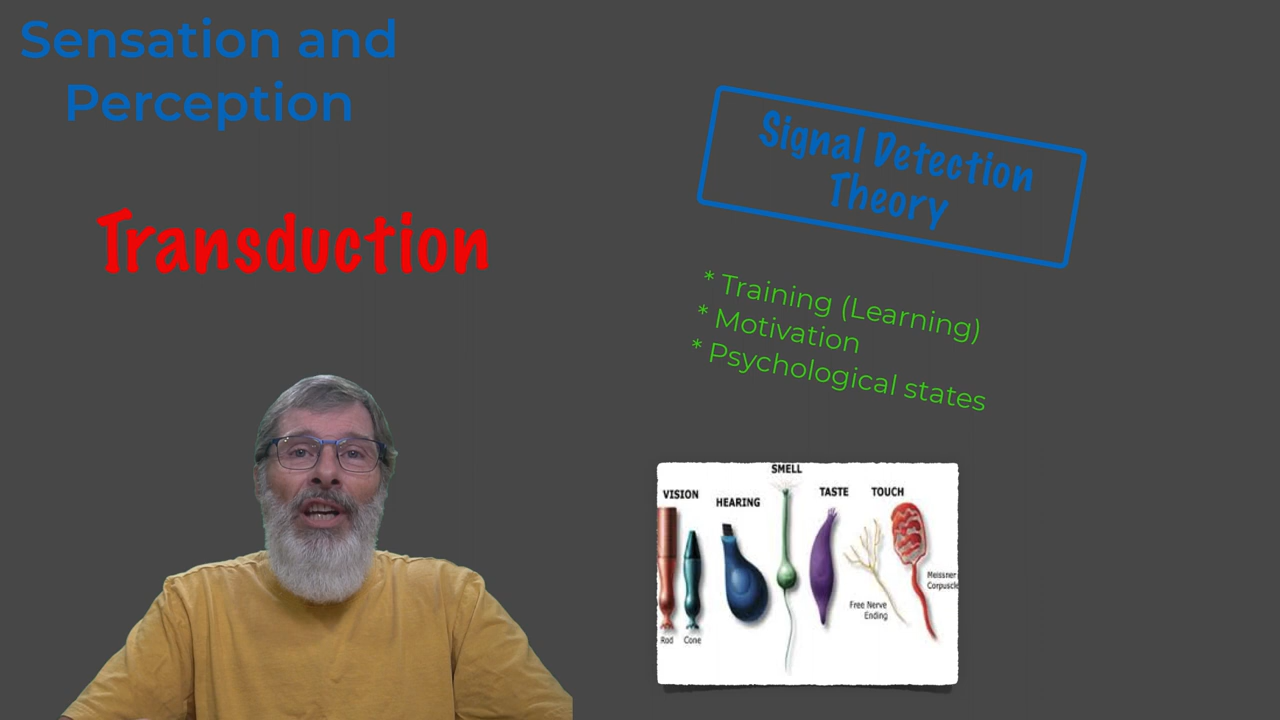 Sensation and
Perception
Transduction
Signal Detection
Theory
* Training (Learning)
* Motivation
* Psychological states
SMELL
VISION
HEARING
TASTE
TOUCH
Meissner
Corpuscle
Free Nerve
Ending
Rod
Cone